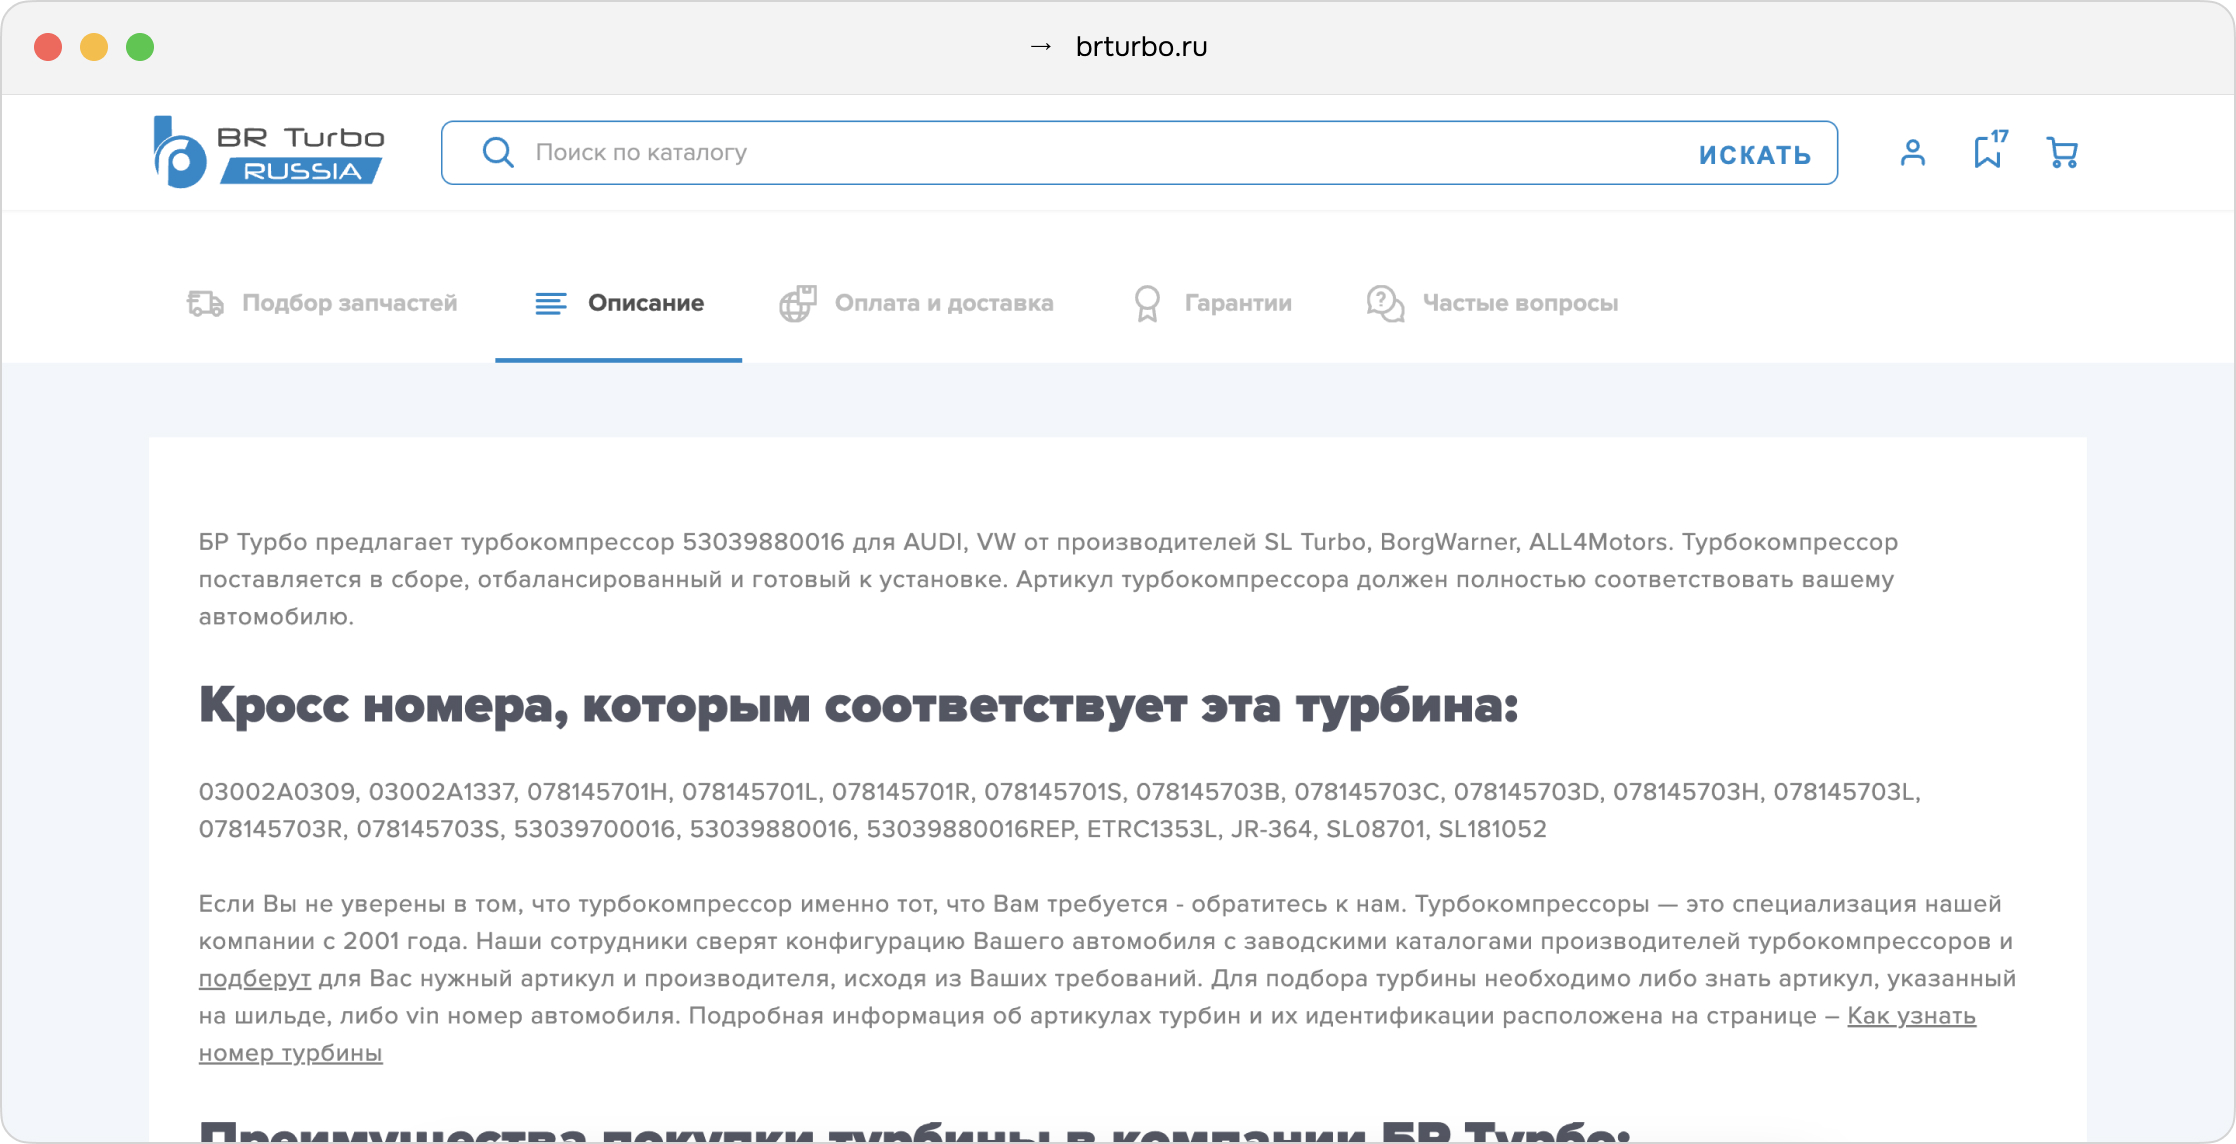 → brturbo.ru
BR Turbo
RUSSIA
Поиск по каталогу
ИСКАТЬ
17
Подбор запчастей
Описание
Оплата и доставка
Гарантии
Частые вопросы
БР Турбо предлагает турбокомпрессор 53039880016 для AUDI, VW от производителей SL Turbo, BorgWarner, ALL4Motors. Турбокомпрессор
поставляется в сборе, отбалансированный и готовый к установке. Артикул турбокомпрессора должен полностью соответствовать вашему
автомобилю.
Кросс номера, которым соответствует эта турбина:
03002A0309, 03002A1337, 078145701H, 078145701L, 078145701R, 078145701S, 078145703B, 078145703C, 078145703D, 078145703H, 078145703L,
078145703R, 078145703S, 53039700016, 53039880016, 53039880016REP, ETRC1353L, JR-364, SL08701, SL181052
Если Вы не уверены в том, что турбокомпрессор именно тот, что Вам требуется - обратитесь к нам. Турбокомпрессоры — это специализация нашей
компании с 2001 года. Наши сотрудники сверят конфигурацию Вашего автомобиля с заводскими каталогами производителей турбокомпрессоров и
подберут для Вас нужный артикул и производителя, исходя из Ваших требований. Для подбора турбины необходимо либо знать артикул, указанный
на шильде, либо vin номер автомобиля. Подробная информация об артикулах турбин и их идентификации расположена на странице – Как узнать
номер турбины
Преимущества покупки турбины в компании БР Турбо: